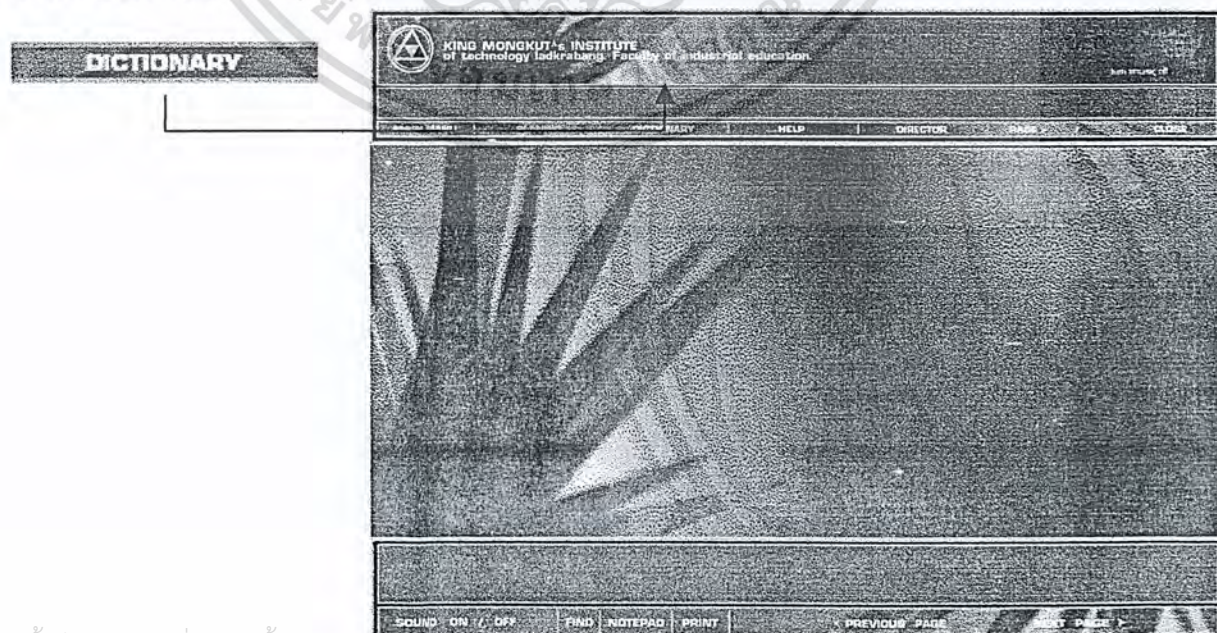 DICTIONARY
KING MONGKUT's INSTITUTE
of technology ladkrabang. Faculty of industrial education.
HELP
DIRECTOR
PAGE
CLOSE
SOUND ON // OFF
FIND
NOTEPAD
PRINT
< PREVIOUS PAGE
NEXT PAGE >